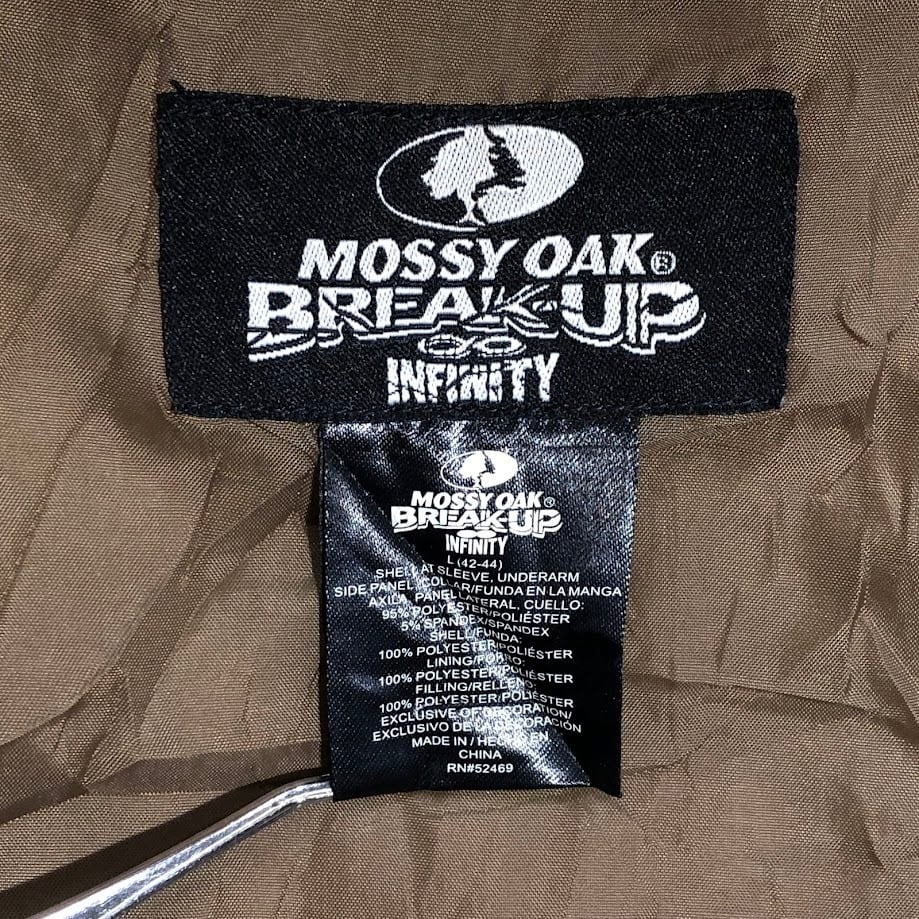 MOSSY OAK®
BREAK-UP
∞
INFINITY
MOSSY OAK®
BREAK-UP
∞
INFINITY
L (42-44)
SHELL AT SLEEVE, UNDERARM
SIDE PANEL, COLLAR/FUNDA EN LA MANGA
AXILA, PANEL LATERAL, CUELLO:
95% POLYESTER/POLIÉSTER
5% SPANDEX/SPANDEX
SHELL/FUNDA:
100% POLYESTER/POLIÉSTER
LINING/FORRO:
100% POLYESTER/POLIÉSTER
FILLING/RELLENO:
100% POLYESTER/POLIÉSTER
EXCLUSIVE OF DECORATION/
EXCLUSIVO DE LA DECORACIÓN
MADE IN / HECHO EN
CHINA
RN#52469